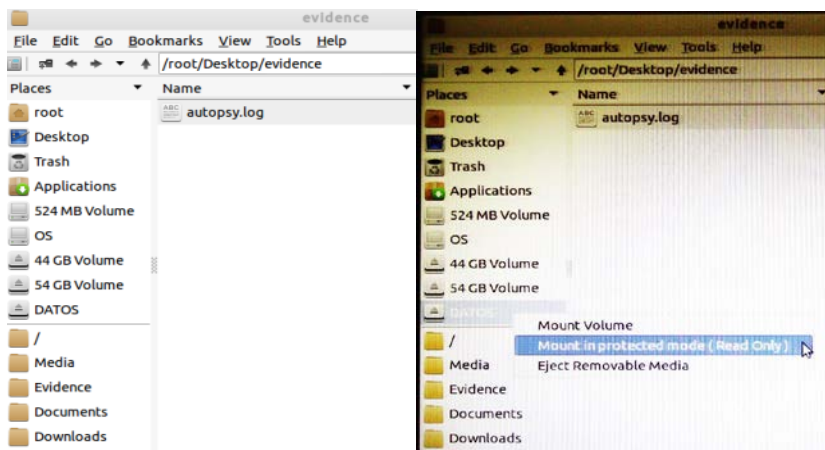 evidence
File Edit Go Bookmarks View Tools Help
/root/Desktop/evidence
Places Name
root
ABC autopsy.log
Desktop
Trash
Applications
524 MB Volume
OS
44 GB Volume
54 GB Volume
DATOS
/
Media
Evidence
Documents
Downloads
evidence
File Edit Go Bookmarks View Tools Help
/root/Desktop/evidence
Places Name
root
ABC autopsy.log
Desktop
Trash
Applications
524 MB Volume
OS
44 GB Volume
54 GB Volume
DATOS
Mount Volume
/
Mount in protected mode ( Read Only )
Media
Eject Removable Media
Evidence
Documents
Downloads